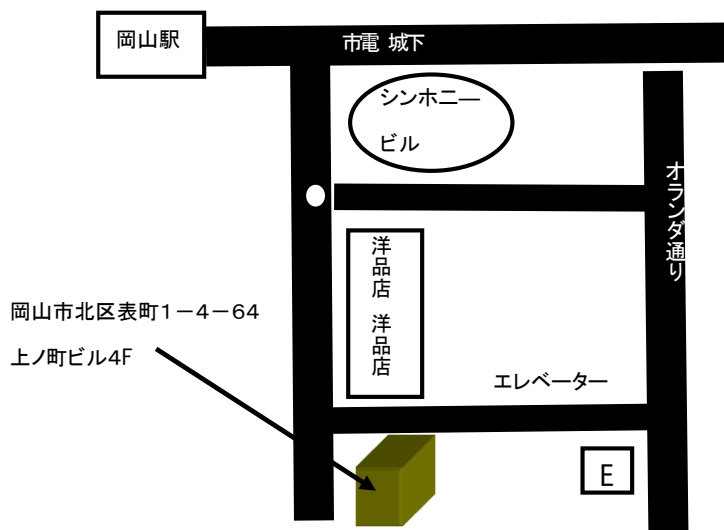 岡山駅
市電 城下
シンホニー
ビル
オランダ通り
洋品店
洋品店
岡山市北区表町1－4－64
上ノ町ビル4F
エレベーター
E